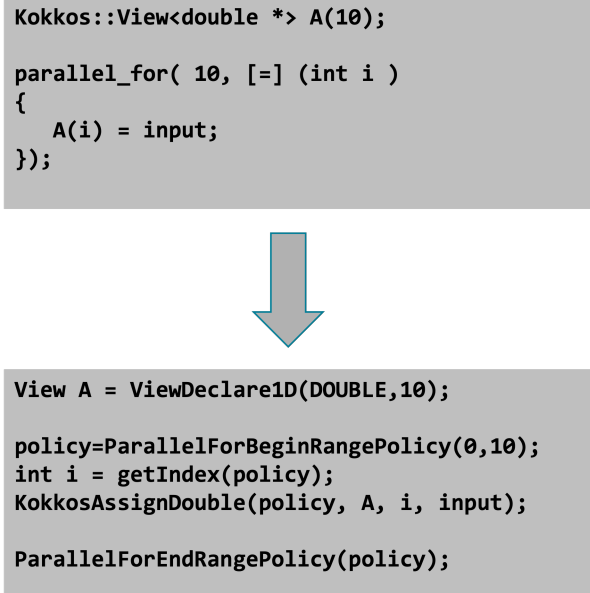 Kokkos::View<double *> A(10);
parallel_for( 10, [=] (int i )
{
   A(i) = input;
});
View A = ViewDeclare1D(DOUBLE,10);
policy=ParallelForBeginRangePolicy(0,10);
int i = getIndex(policy);
KokkosAssignDouble(policy, A, i, input);
ParallelForEndRangePolicy(policy);